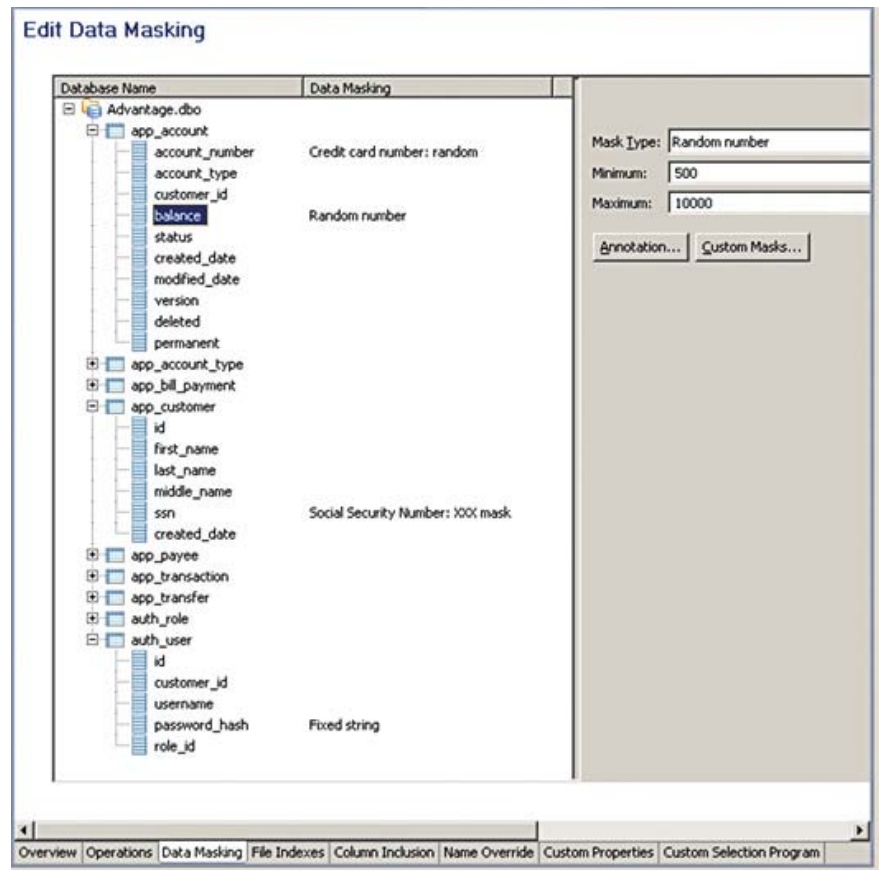 Edit Data Masking
Database Name Data Masking
Advantage.dbo
app_account
account_number Credit card number: random
account_type
customer_id
balance Random number
status
created_date
modified_date
version
deleted
permanent
app_account_type
app_bill_payment
app_customer
id
first_name
last_name
middle_name
ssn Social Security Number: XXX mask
created_date
app_payee
app_transaction
app_transfer
auth_role
auth_user
id
customer_id
username
password_hash Fixed string
role_id
Mask Type: Random number
Minimum: 500
Maximum: 10000
Annotation... Custom Masks...
Overview Operations Data Masking File Indexes Column Inclusion Name Override Custom Properties Custom Selection Program